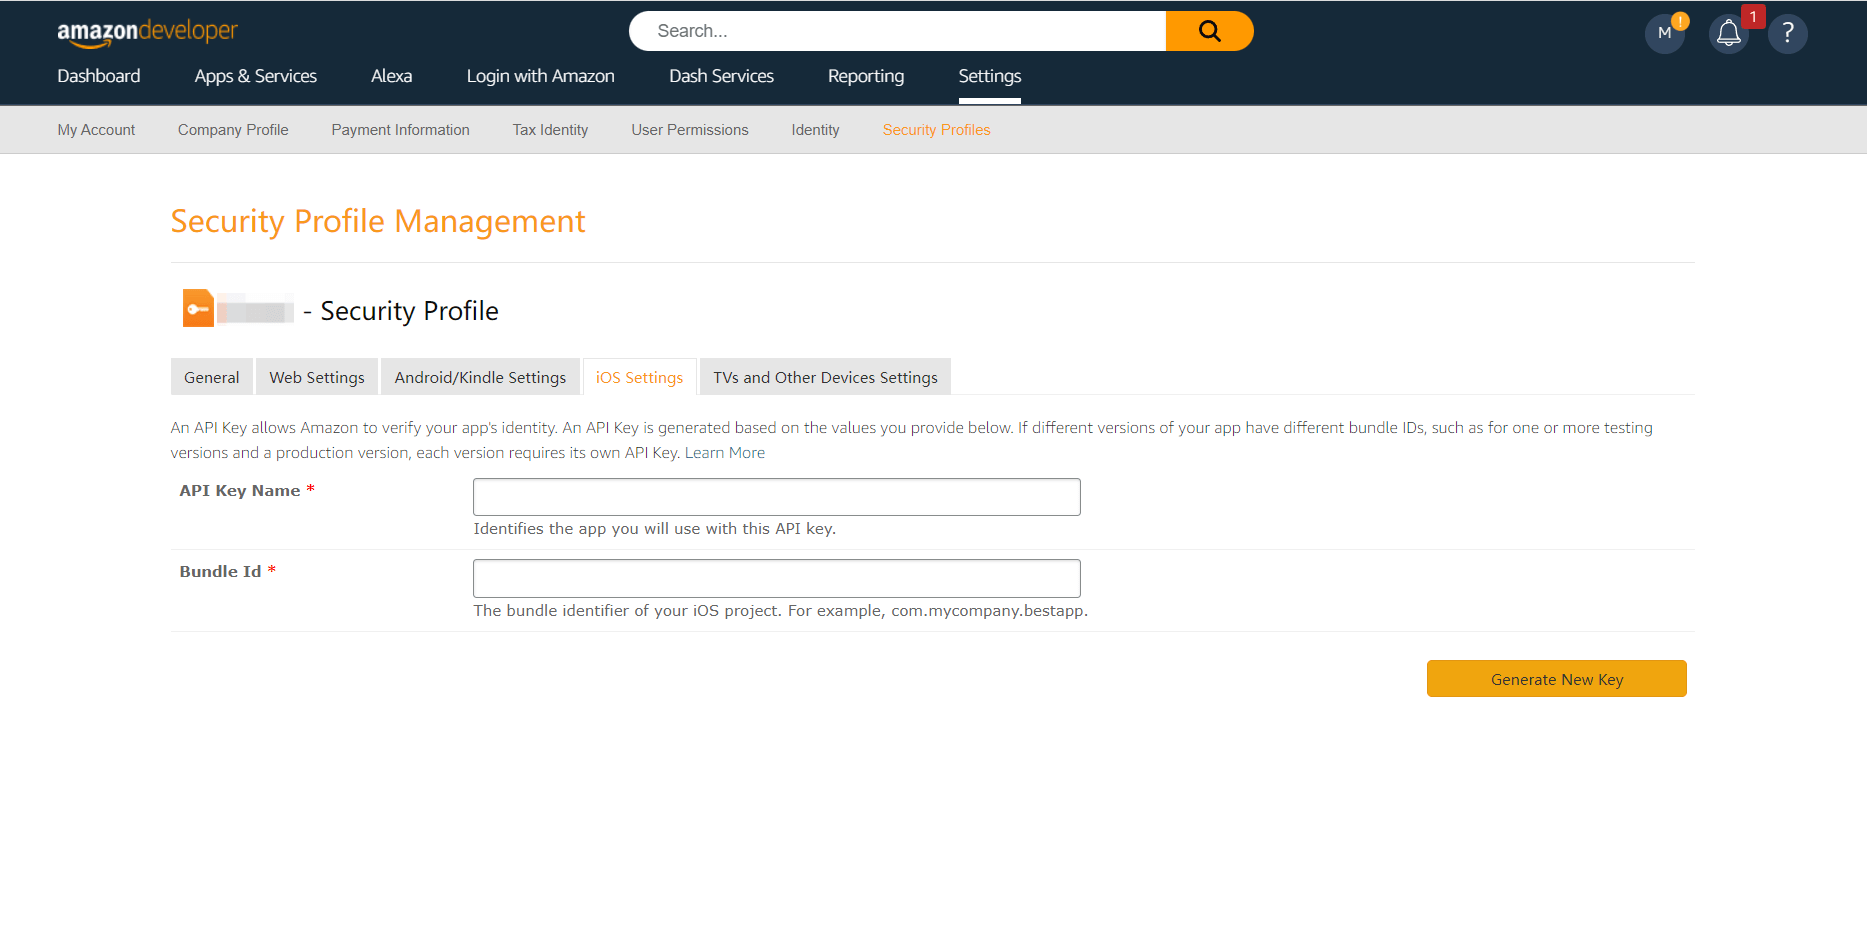 amazondeveloper
Search...
M
!
1
?
Dashboard Apps & Services Alexa Login with Amazon Dash Services Reporting Settings
My Account Company Profile Payment Information Tax Identity User Permissions Identity Security Profiles
Security Profile Management
- Security Profile
General Web Settings Android/Kindle Settings iOS Settings TVs and Other Devices Settings
An API Key allows Amazon to verify your app's identity. An API Key is generated based on the values you provide below. If different versions of your app have different bundle IDs, such as for one or more testing
versions and a production version, each version requires its own API Key. Learn More
API Key Name *
Identifies the app you will use with this API key.
Bundle Id *
The bundle identifier of your iOS project. For example, com.mycompany.bestapp.
Generate New Key